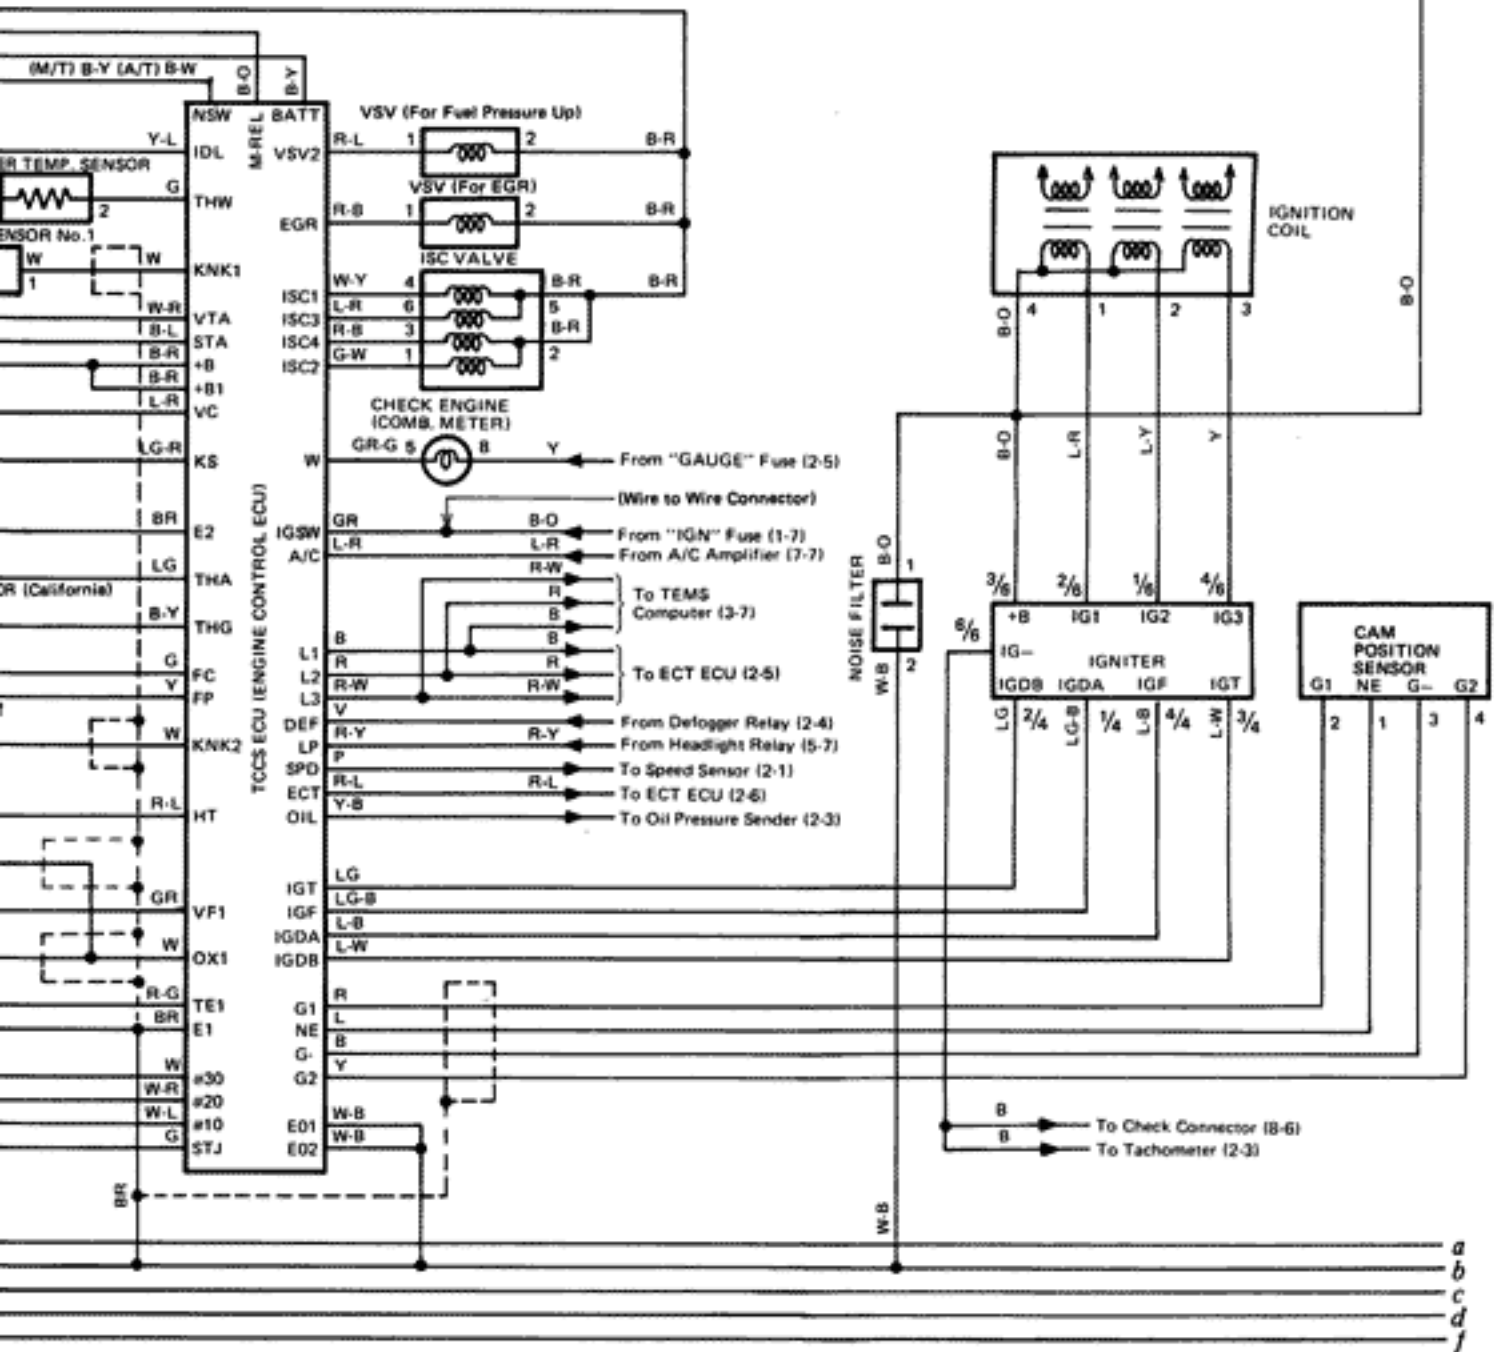 (M/T) B-Y (A/T) B-W
B-O
B-Y
NSW
M-REL
BATT
VSV (For Fuel Pressure Up)
Y-L
IDL
VSV2
R-L
1
2
B-R
ER TEMP. SENSOR
VSV (For EGR)
G
2
THW
EGR
R-B
1
2
B-R
ENSOR No.1
W
1
W
KNK1
ISC VALVE
W-Y
4
B-R
B-R
ISC1
L-R
6
5
W-R
VTA
ISC3
R-B
3
B-R
B-L
STA
ISC4
G-W
1
2
B-R
+B
ISC2
B-R
+B1
L-R
VC
CHECK ENGINE
(COMB. METER)
LG-R
KS
W
GR-G
5
8
Y
From "GAUGE" Fuse (2-5)
TCCS ECU (ENGINE CONTROL ECU)
(Wire to Wire Connector)
BR
E2
IGSW
GR
B-O
From "IGN" Fuse (1-7)
A/C
L-R
L-R
From A/C Amplifier (7-7)
LG
THA
R-W
OR (California)
R
To TEMS
Computer (3-7)
B-Y
THG
B
L1
B
B
G
FC
L2
R
R
To ECT ECU (2-5)
Y
FP
L3
R-W
R-W
DEF
V
From Defogger Relay (2-4)
W
KNK2
LP
R-Y
R-Y
From Headlight Relay (5-7)
SPD
P
To Speed Sensor (2-1)
ECT
R-L
R-L
To ECT ECU (2-6)
R-L
HT
OIL
Y-B
To Oil Pressure Sender (2-3)
IGT
LG
GR
VF1
IGF
LG-B
IGDA
L-B
W
OX1
IGDB
L-W
R-G
TE1
G1
R
BR
E1
NE
L
G-
B
W
#30
G2
Y
W-R
#20
W-L
#10
E01
W-B
G
STJ
E02
W-B
BR
IGNITION
COIL
B-O
4
1
2
3
B-O
B-O
L-R
L-Y
Y
NOISE FILTER
B-O
1
2
W-B
W-B
3/6
2/6
1/6
4/6
6/6
+B
IG1
IG2
IG3
IG-
IGNITER
IGDB
IGDA
IGF
IGT
LG
2/4
LG-B
1/4
L-B
4/4
L-W
3/4
CAM
POSITION
SENSOR
G1
NE
G-
G2
2
1
3
4
B
To Check Connector (8-6)
B
To Tachometer (2-3)
a
b
c
d
f